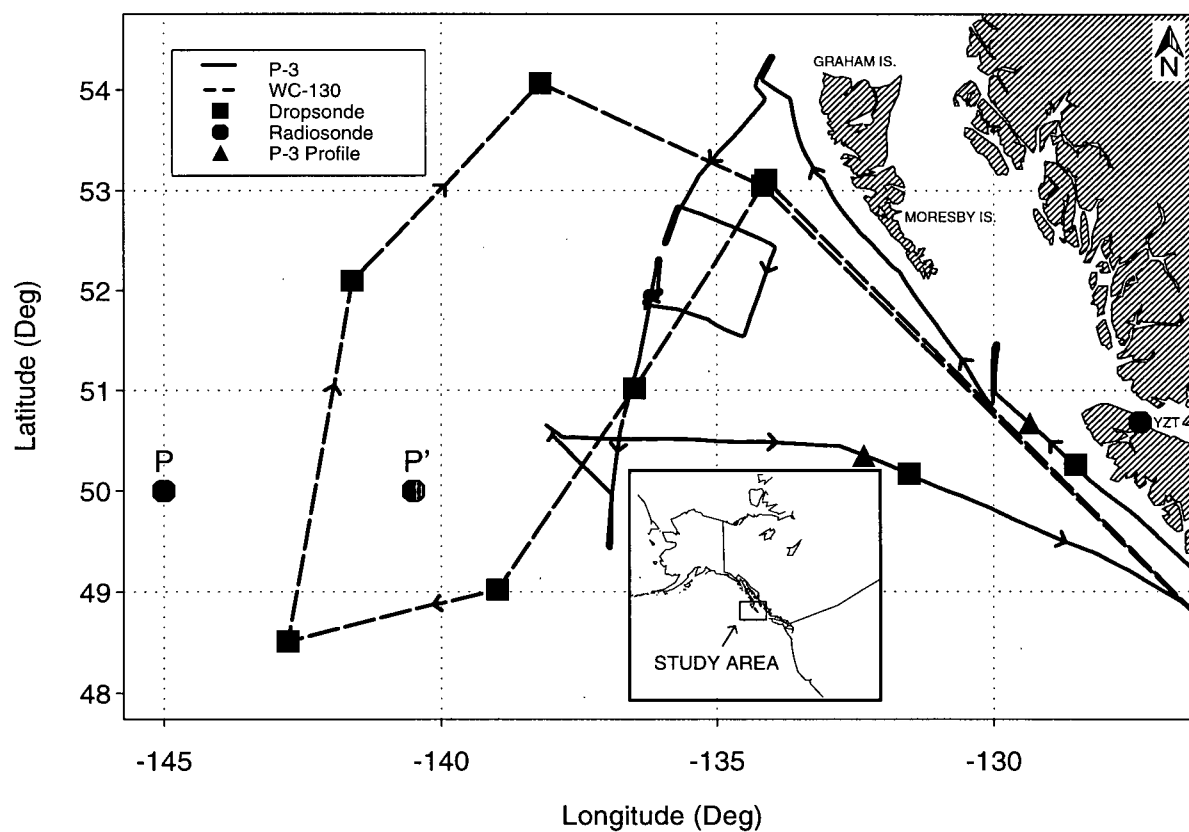 P-3
WC-130
Dropsonde
Radiosonde
P-3 Profile
GRAHAM IS.
MORESBY IS.
N
YZT
P
P'
STUDY AREA
54
53
52
51
50
49
48
Latitude (Deg)
-145
-140
-135
-130
Longitude (Deg)